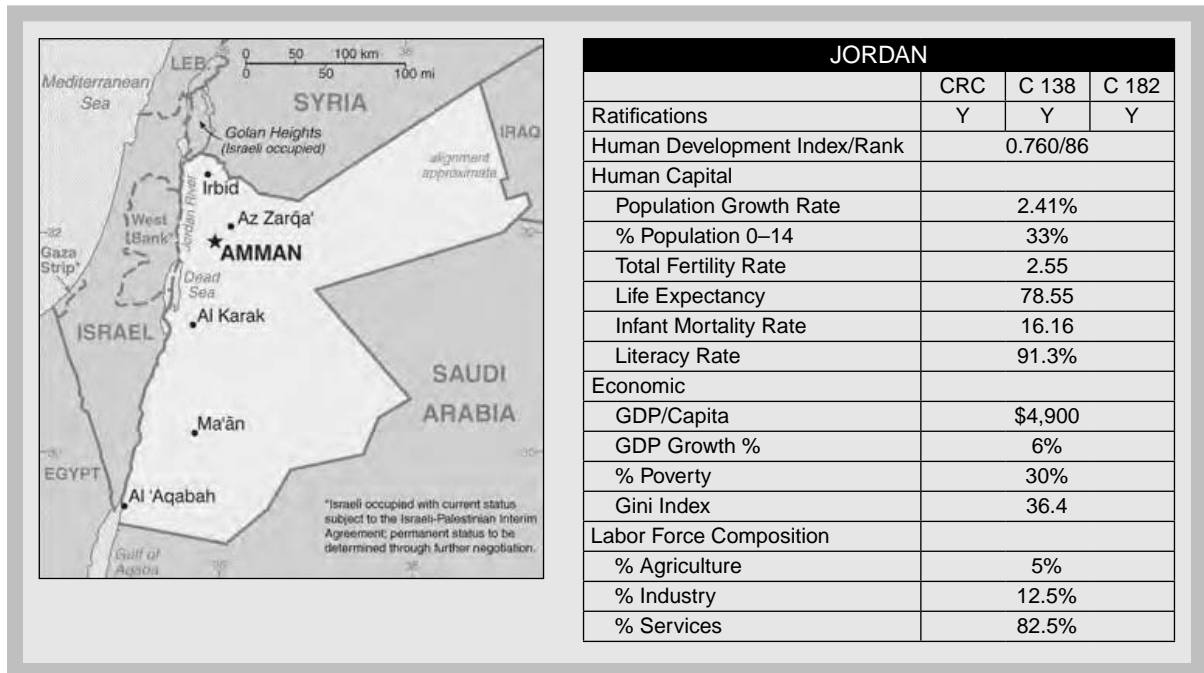 0 50 100 km 36
LEB.
0 50 100 mi
Mediterranean
Sea
SYRIA
Golan Heights
(Israeli occupied)
IRAQ
alignment
approximate
Irbid
Jordan River
Az Zarqa'
West
Bank*
32
AMMAN
Gaza
Strip*
Dead
Sea
Al Karak
ISRAEL
SAUDI
ARABIA
Ma'ān
30
30
EGYPT
Al 'Aqabah
*Israeli occupied with current status
subject to the Israeli-Palestinian Interim
Agreement; permanent status to be
determined through further negotiation.
Gulf of
Aqaba
JORDAN
CRC C 138 C 182
Ratifications Y Y Y
Human Development Index/Rank 0.760/86
Human Capital
Population Growth Rate 2.41%
% Population 0–14 33%
Total Fertility Rate 2.55
Life Expectancy 78.55
Infant Mortality Rate 16.16
Literacy Rate 91.3%
Economic
GDP/Capita $4,900
GDP Growth % 6%
% Poverty 30%
Gini Index 36.4
Labor Force Composition
% Agriculture 5%
% Industry 12.5%
% Services 82.5%